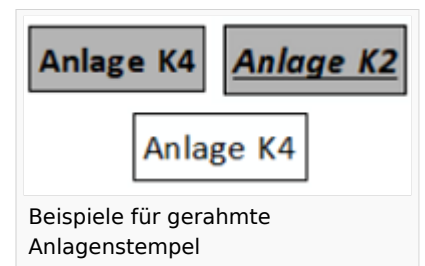 Anlage K4 Anlage K2
Anlage K4
Beispiele für gerahmte
Anlagenstempel